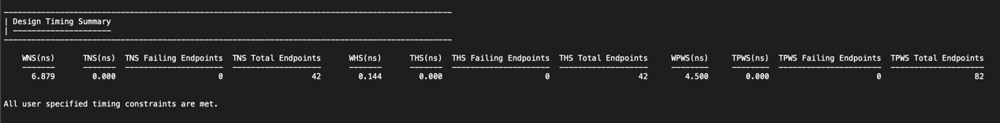 ------------------------------------------------------------------------------------------------
| Design Timing Summary
| ---------------------
------------------------------------------------------------------------------------------------
WNS(ns) TNS(ns) TNS Failing Endpoints TNS Total Endpoints WHS(ns) THS(ns) THS Failing Endpoints THS Total Endpoints WPWS(ns) TPWS(ns) TPWS Failing Endpoints TPWS Total Endpoints
------- ------- --------------------- ------------------- ------- ------- --------------------- ------------------- -------- -------- ---------------------- --------------------
6.879 0.000 0 42 0.144 0.000 0 42 4.500 0.000 0 82
All user specified timing constraints are met.